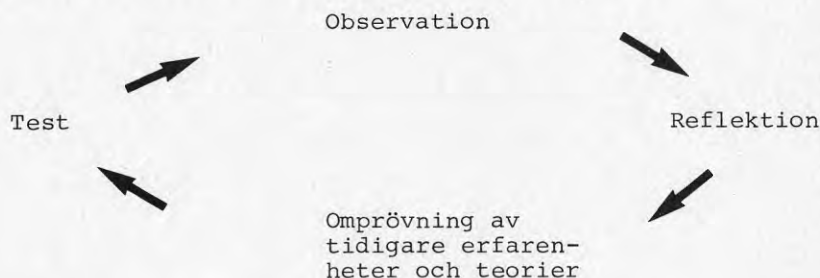 Observation
Test
Reflektion
Omprövning av
tidigare erfaren-
heter och teorier